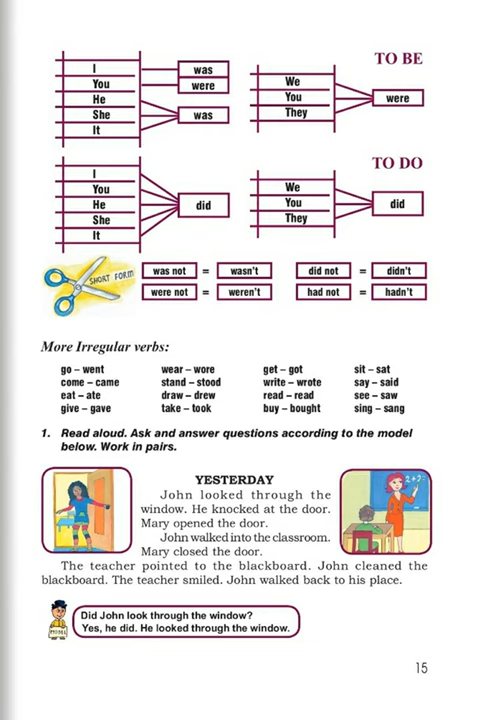 TO BE
I
You
He
She
It
was
were
was
We
You
They
were
TO DO
I
You
He
She
It
did
We
You
They
did
SHORT FORM
was not = wasn't
did not = didn't
were not = weren't
had not = hadn't
More Irregular verbs:
go – went wear – wore get – got sit – sat
come – came stand – stood write – wrote say – said
eat – ate draw – drew read – read see – saw
give – gave take – took buy – bought sing – sang
1. Read aloud. Ask and answer questions according to the model
below. Work in pairs.
YESTERDAY
John looked through the
window. He knocked at the door.
Mary opened the door.
John walked into the classroom.
Mary closed the door.
The teacher pointed to the blackboard. John cleaned the
blackboard. The teacher smiled. John walked back to his place.
MODEL
Did John look through the window?
Yes, he did. He looked through the window.
15